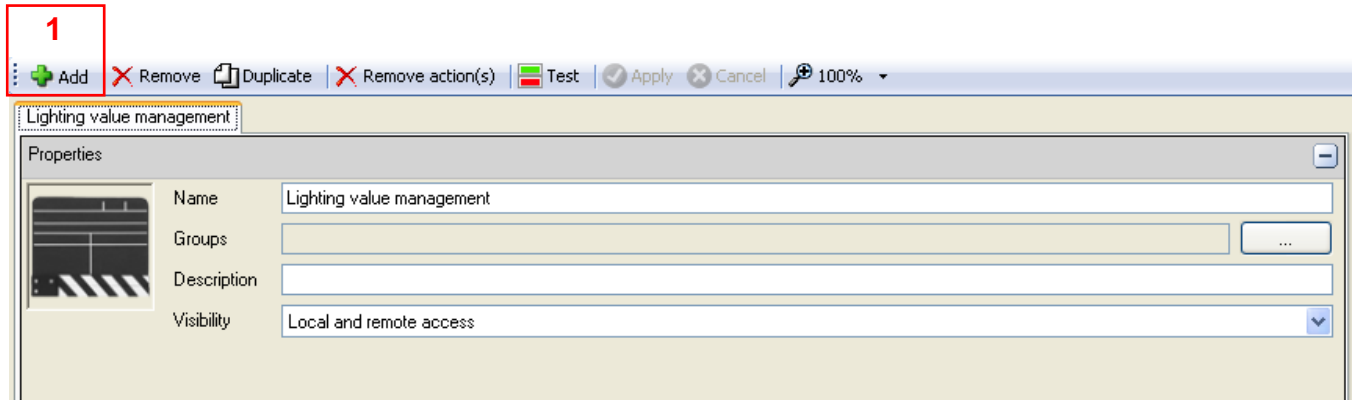 1
Add Remove Duplicate Remove action(s) Test Apply Cancel 100%
Lighting value management
Properties
Name Lighting value management
Groups ...
Description
Visibility Local and remote access